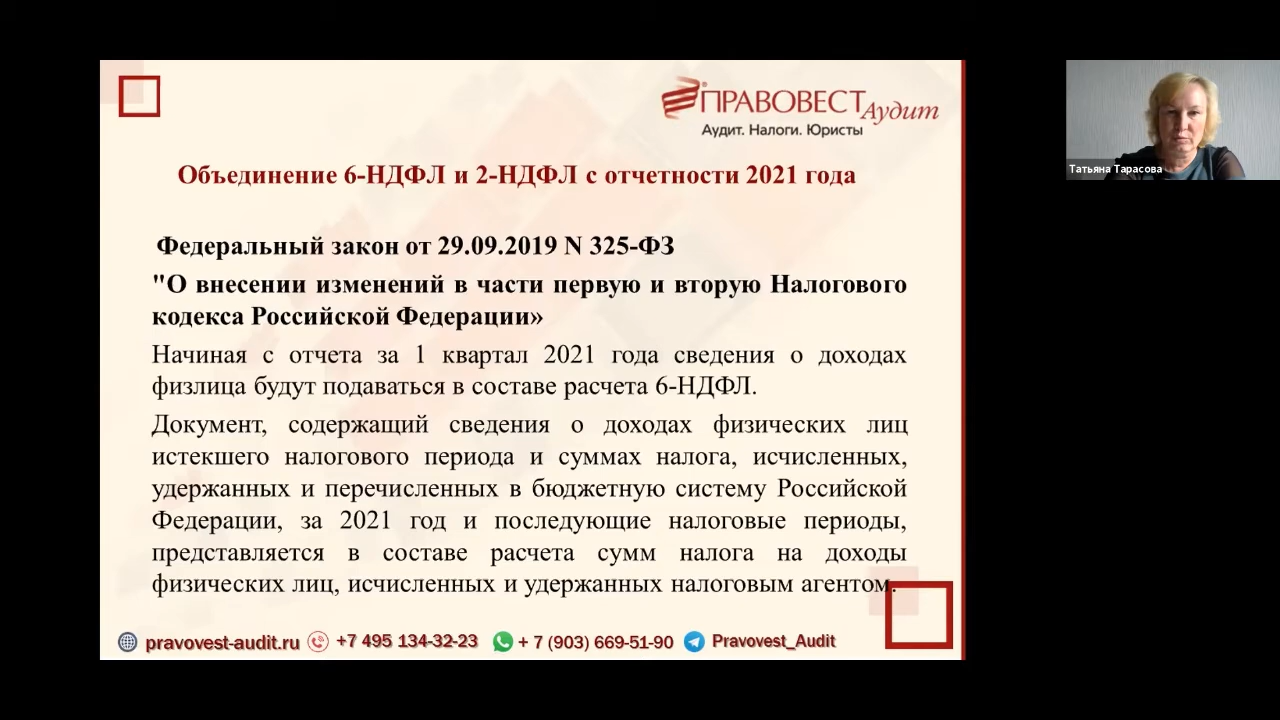 ПРАВОВЕСТ Аудит
Аудит. Налоги. Юристы
Татьяна Тарасова
Объединение 6-НДФЛ и 2-НДФЛ с отчетности 2021 года
Федеральный закон от 29.09.2019 N 325-ФЗ
"О внесении изменений в части первую и вторую Налогового
кодекса Российской Федерации»
Начиная с отчета за 1 квартал 2021 года сведения о доходах
физлица будут подаваться в составе расчета 6-НДФЛ.
Документ, содержащий сведения о доходах физических лиц
истекшего налогового периода и суммах налога, исчисленных,
удержанных и перечисленных в бюджетную систему Российской
Федерации, за 2021 год и последующие налоговые периоды,
представляется в составе расчета сумм налога на доходы
физических лиц, исчисленных и удержанных налоговым агентом.
pravovest-audit.ru +7 495 134-32-23 + 7 (903) 669-51-90 Pravovest_Audit